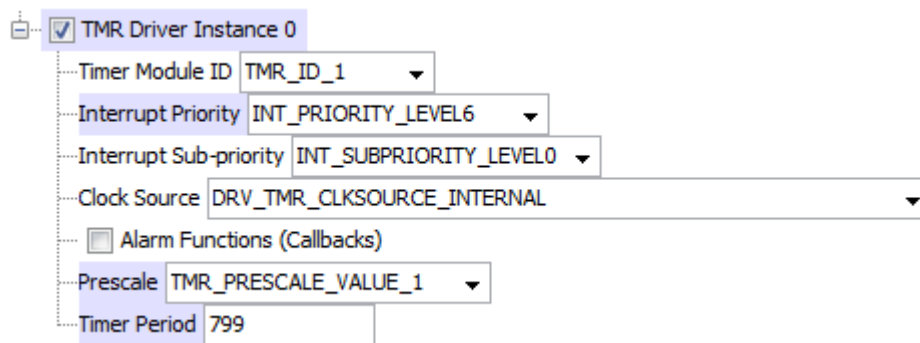 TMR Driver Instance 0
Timer Module ID TMR_ID_1
Interrupt Priority INT_PRIORITY_LEVEL6
Interrupt Sub-priority INT_SUBPRIORITY_LEVEL0
Clock Source DRV_TMR_CLKSOURCE_INTERNAL
Alarm Functions (Callbacks)
Prescale TMR_PRESCALE_VALUE_1
Timer Period 799